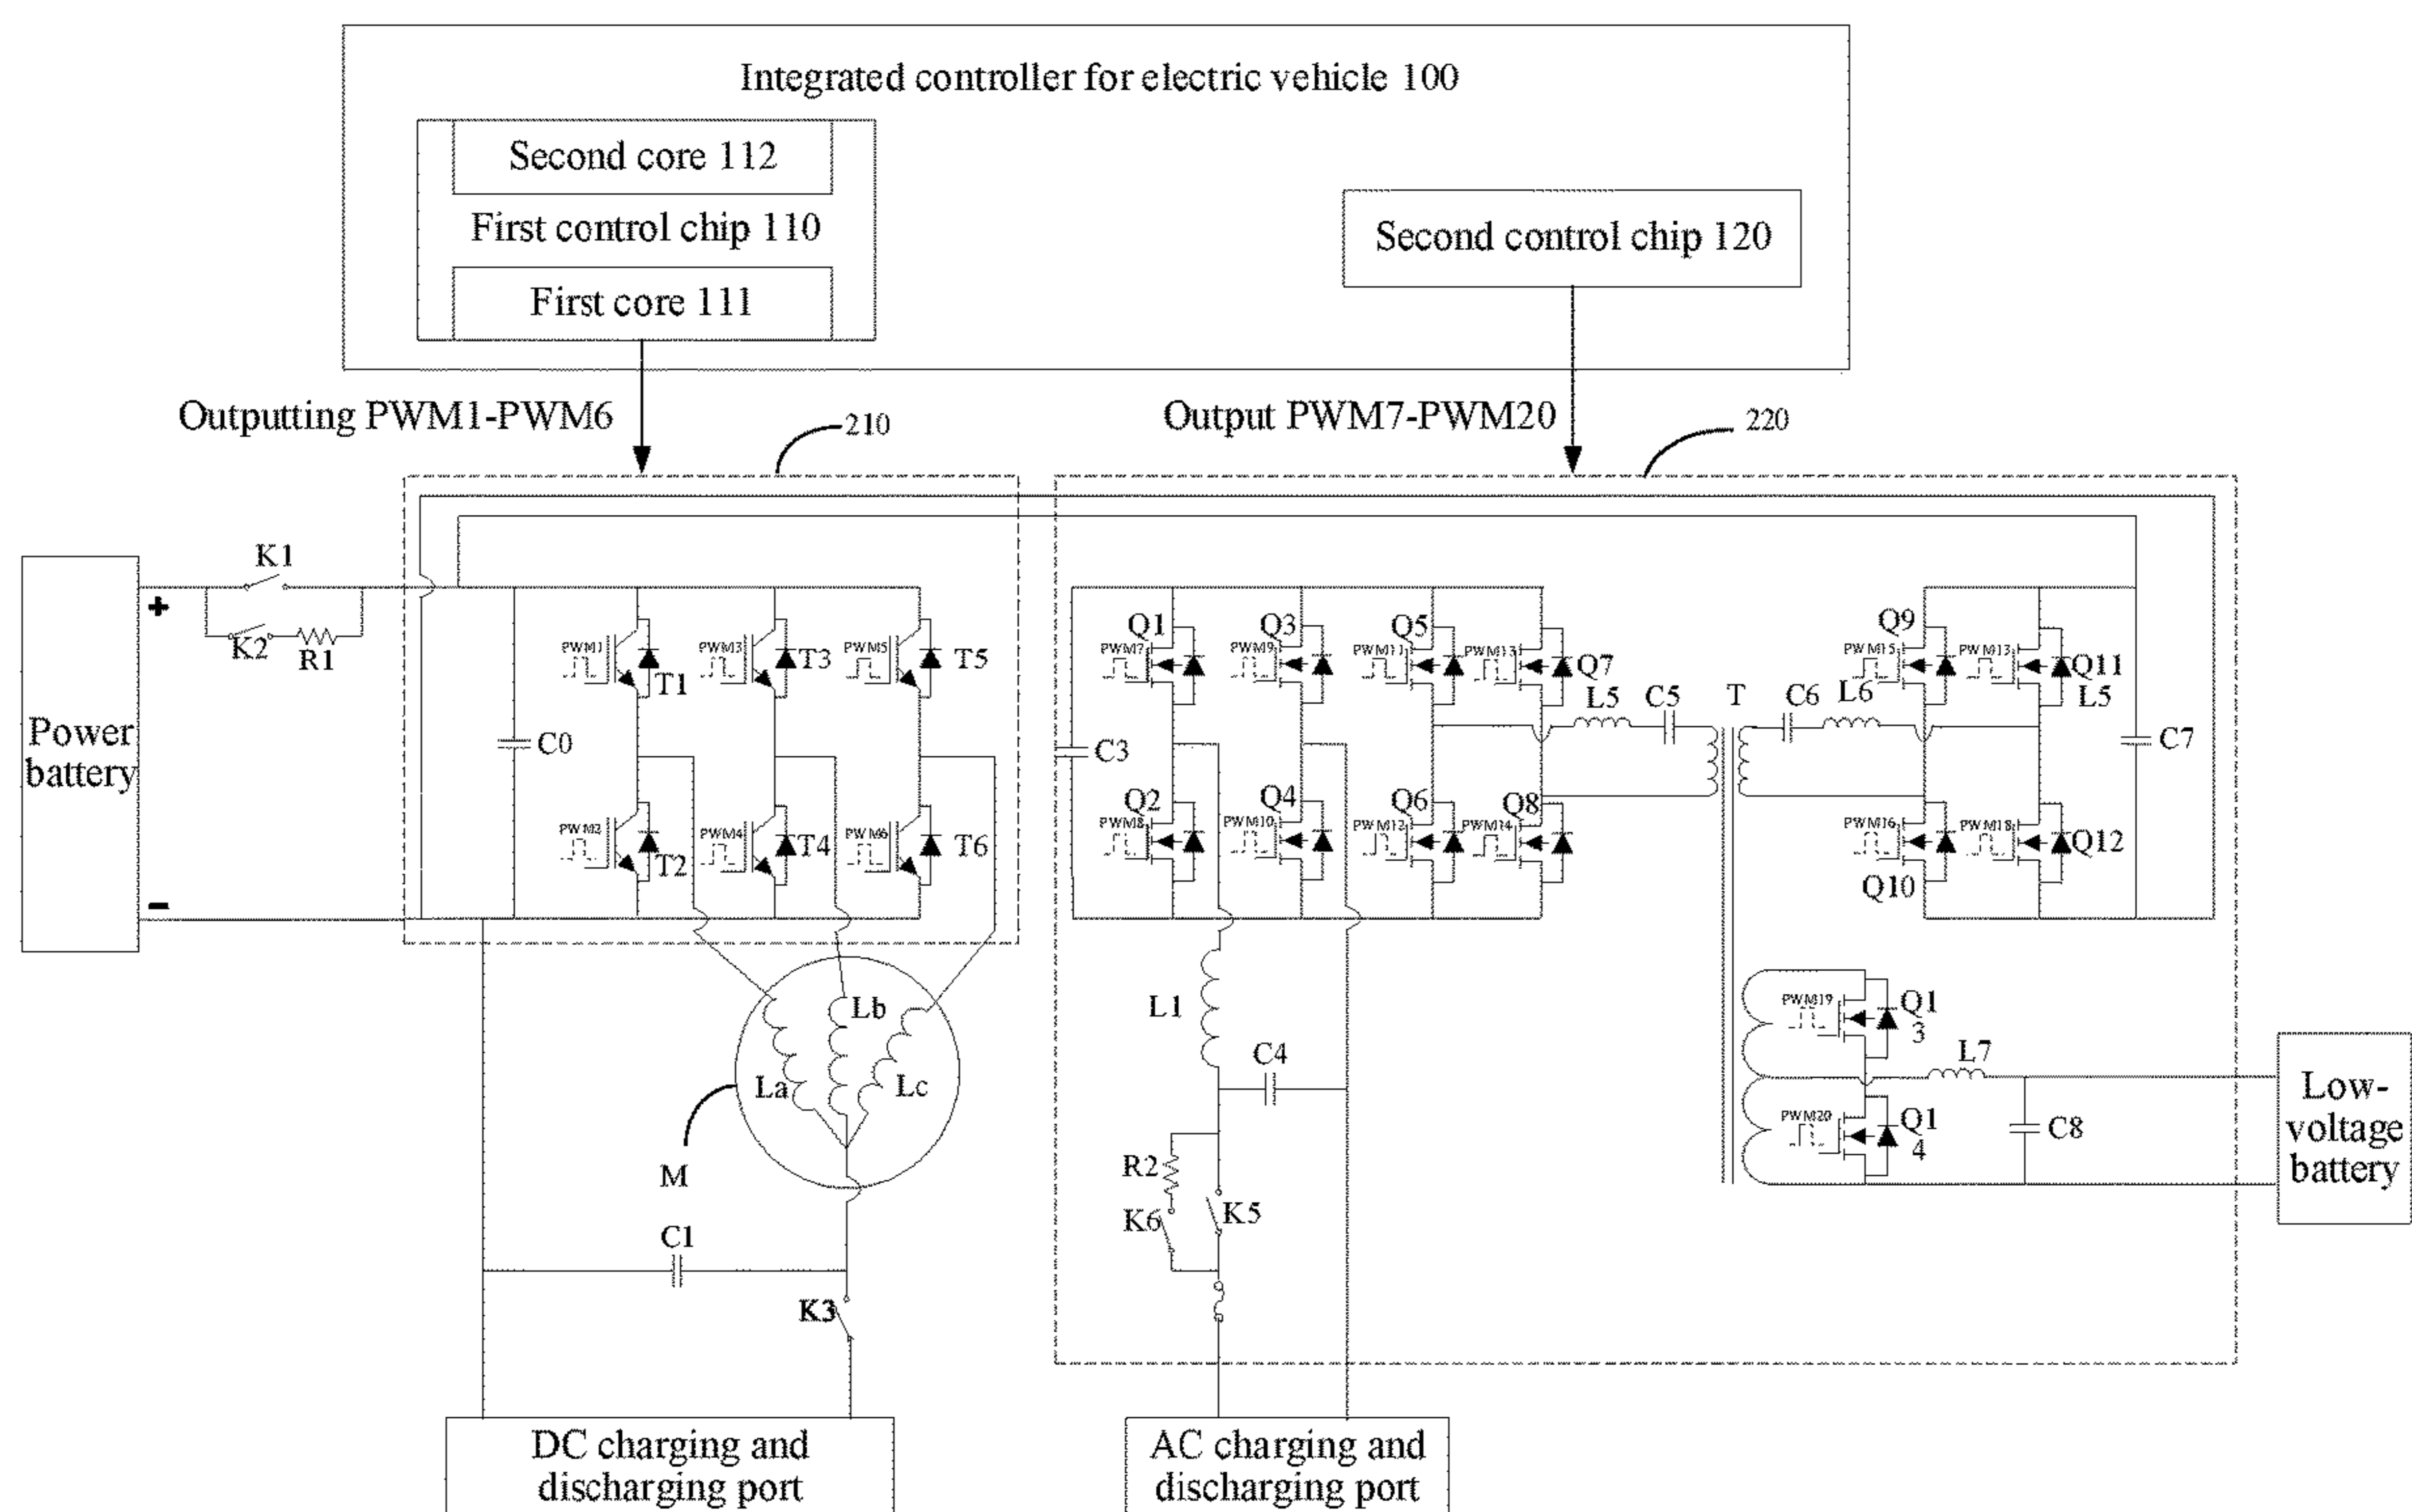 Integrated controller for electric vehicle 100
Second core 112
First control chip 110
First core 111
Second control chip 120
Outputting PWM1-PWM6
210
Output PWM7-PWM20
220
Power
battery
+
−
K1
K2
R1
C0
PWM1
T1
PWM3
T3
PWM5
T5
PWM2
T2
PWM4
T4
PWM6
T6
La
Lb
Lc
M
C1
K3
DC charging and
discharging port
C3
Q1
PWM7
Q3
PWM9
Q5
PWM11
PWM13
Q7
Q2
PWM8
Q4
PWM10
Q6
PWM12
Q8
PWM14
L5
C5
T
C6
L6
Q9
PWM15
PWM13
Q11
L5
C7
PWM16
Q10
PWM18
Q12
L1
C4
R2
K6
K5
AC charging and
discharging port
PWM19
Q1
3
PWM20
Q1
4
L7
C8
Low-
voltage
battery